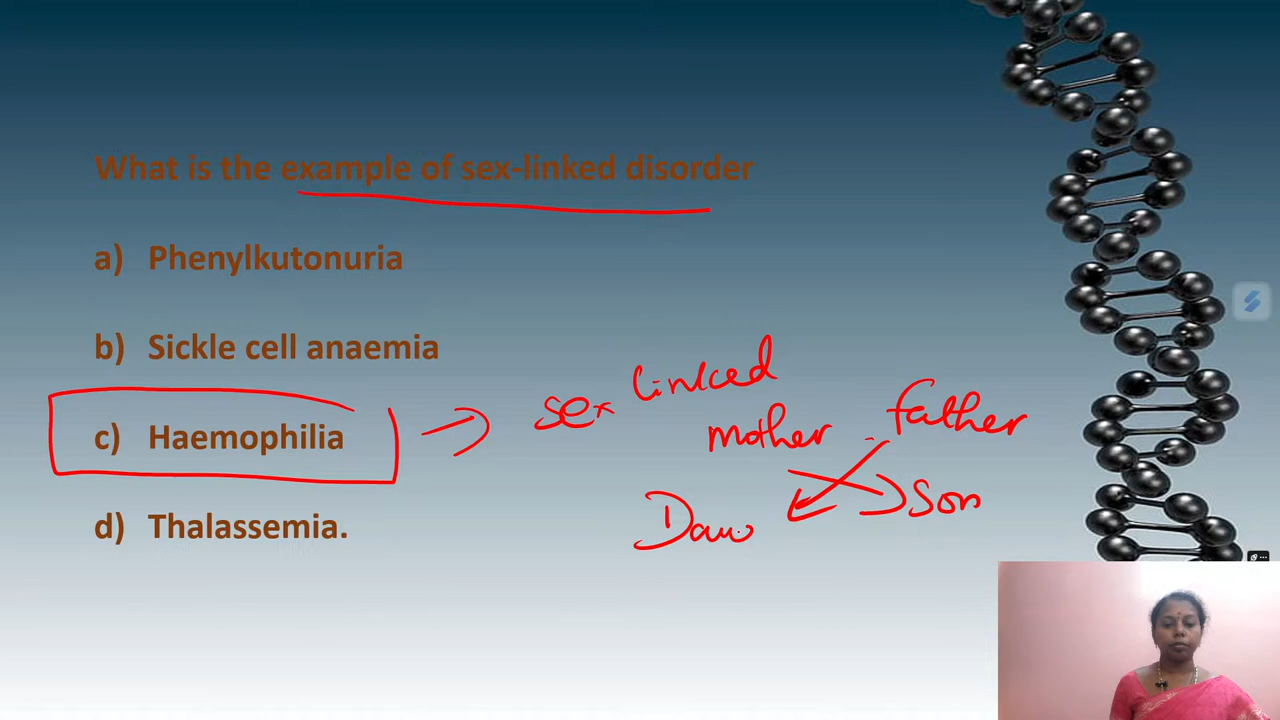 What is the example of sex-linked disorder
a) Phenylkutonuria
b) Sickle cell anaemia
c) Haemophilia
d) Thalassemia.
sex linked
mother father
Dau son